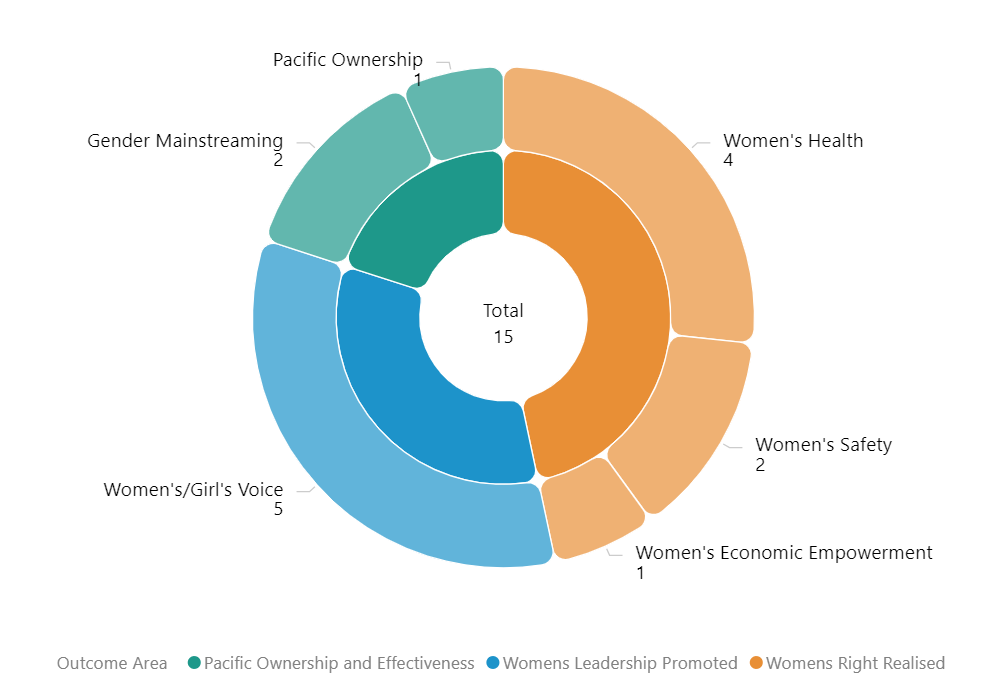 Pacific Ownership
1
Gender Mainstreaming
2
Women's Health
4
Total
15
Women's Safety
2
Women's/Girl's Voice
5
Women's Economic Empowerment
1
Outcome Area Pacific Ownership and Effectiveness Womens Leadership Promoted Womens Right Realised